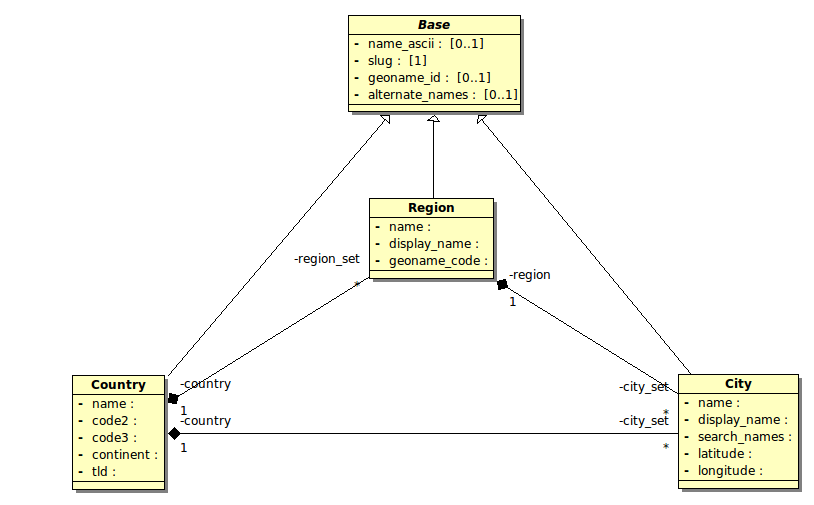 Base
- name_ascii : [0..1]
- slug : [1]
- geoname_id : [0..1]
- alternate_names : [0..1]
Region
- name :
- display_name :
- geoname_code :
-region_set
*
-region
1
Country
- name :
- code2 :
- code3 :
- continent :
- tld :
-country
1
-country
1
-city_set
*
-city_set
*
City
- name :
- display_name :
- search_names :
- latitude :
- longitude :